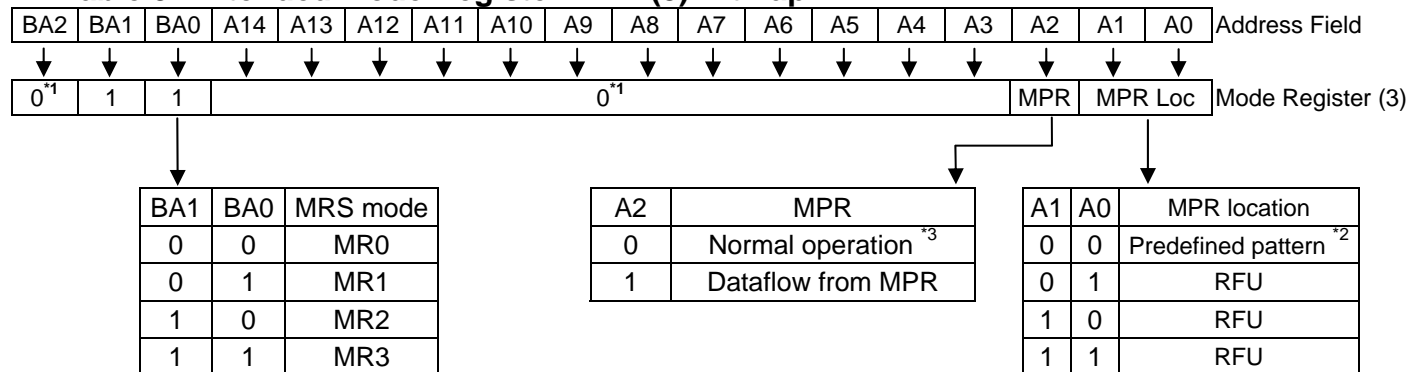 BA2 BA1 BA0 A14 A13 A12 A11 A10 A9 A8 A7 A6 A5 A4 A3 A2 A1 A0 Address Field
0*1 1 1 0*1 MPR MPR Loc Mode Register (3)
BA1 BA0 MRS mode
0 0 MR0
0 1 MR1
1 0 MR2
1 1 MR3
A2 MPR
0 Normal operation *3
1 Dataflow from MPR
A1 A0 MPR location
0 0 Predefined pattern *2
0 1 RFU
1 0 RFU
1 1 RFU